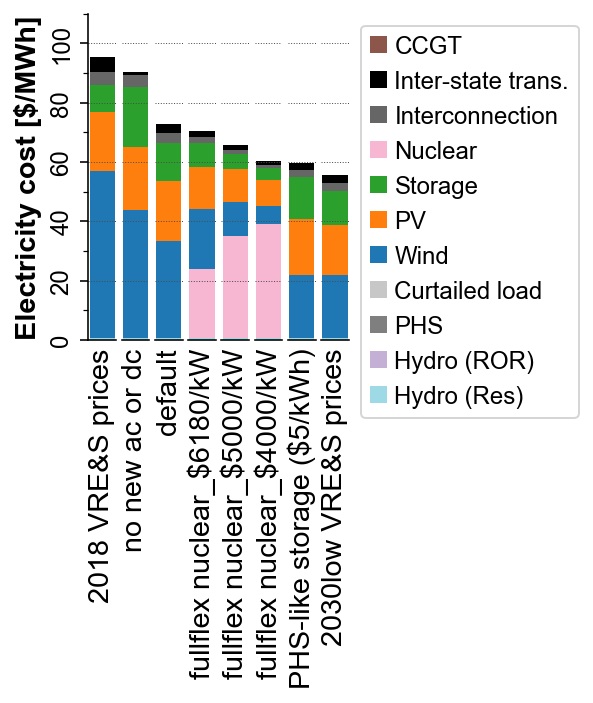 Electricity cost [$/MWh]
100
80
60
40
20
0
CCGT
Inter-state trans.
Interconnection
Nuclear
Storage
PV
Wind
Curtailed load
PHS
Hydro (ROR)
Hydro (Res)
2018 VRE&S prices
no new ac or dc
default
fullflex nuclear_$6180/kW
fullflex nuclear_$5000/kW
fullflex nuclear_$4000/kW
PHS-like storage ($5/kWh)
2030low VRE&S prices